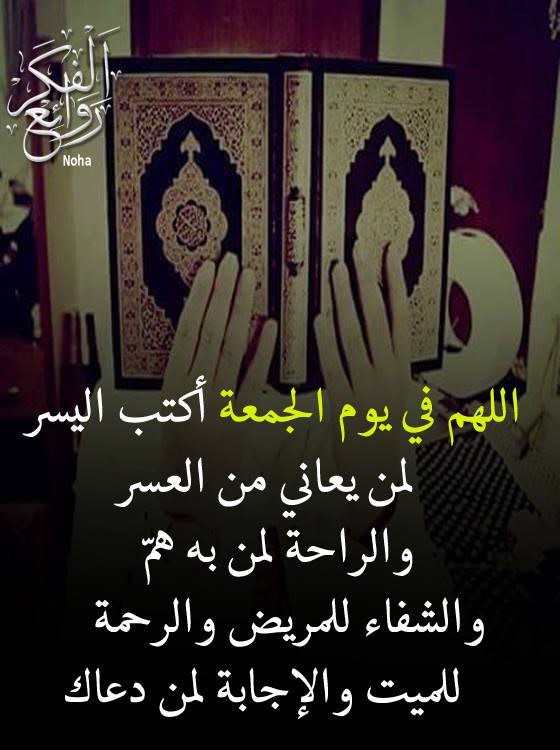 روائع الفكر
Noha
اللهم في يوم الجمعة أكتب اليسر
لمن يعاني من العسر
والراحة لمن به همّ
والشفاء للمريض والرحمة
للميت والإجابة لمن دعاك